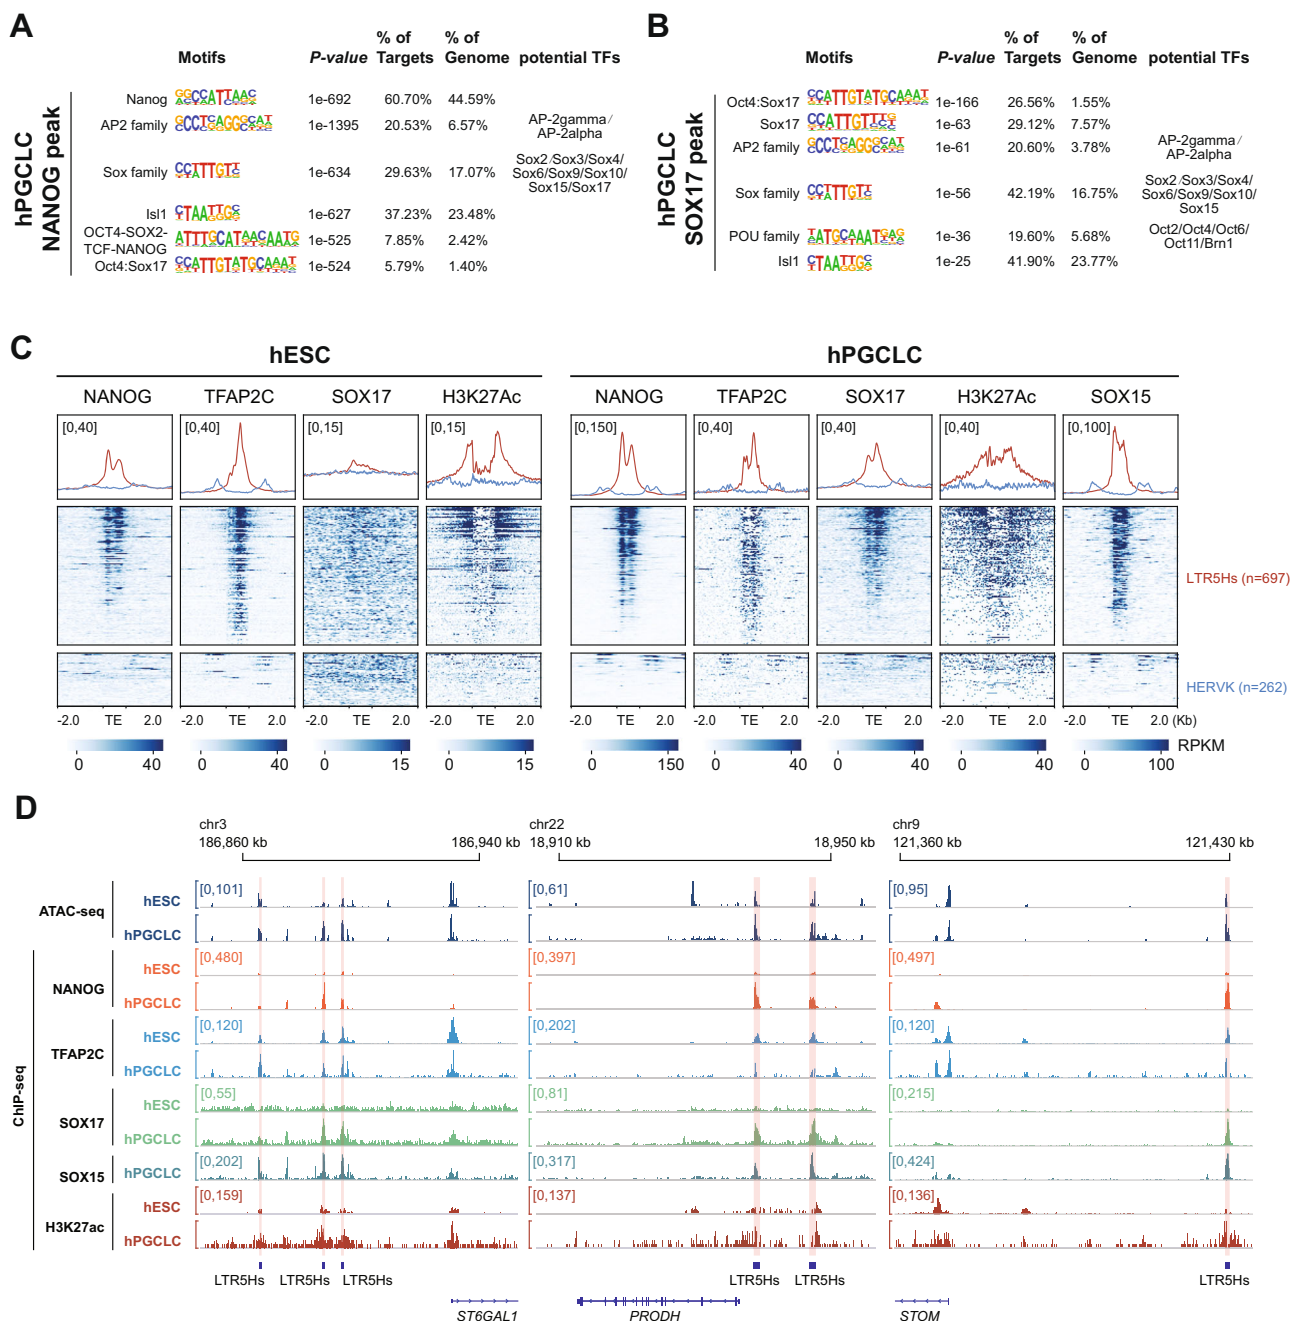 A
Motifs P-value % of Targets % of Genome potential TFs
hPGCLC NANOG peak
Nanog 1e-692 60.70% 44.59%
AP2 family 1e-1395 20.53% 6.57% AP-2gamma/ AP-2alpha
Sox family 1e-634 29.63% 17.07% Sox2/Sox3/Sox4/ Sox6/Sox9/Sox10/ Sox15/Sox17
Isl1 1e-627 37.23% 23.48%
OCT4-SOX2-TCF-NANOG 1e-525 7.85% 2.42%
Oct4:Sox17 1e-524 5.79% 1.40%
B
Motifs P-value % of Targets % of Genome potential TFs
hPGCLC SOX17 peak
Oct4:Sox17 1e-166 26.56% 1.55%
Sox17 1e-63 29.12% 7.57%
AP2 family 1e-61 20.60% 3.78% AP-2gamma/ AP-2alpha
Sox family 1e-56 42.19% 16.75% Sox2/Sox3/Sox4/ Sox6/Sox9/Sox10/ Sox15
POU family 1e-36 19.60% 5.68% Oct2/Oct4/Oct6/ Oct11/Brn1
Isl1 1e-25 41.90% 23.77%
C
hESC hPGCLC
NANOG TFAP2C SOX17 H3K27Ac NANOG TFAP2C SOX17 H3K27Ac SOX15
[0,40] [0,40] [0,15] [0,15] [0,150] [0,40] [0,40] [0,40] [0,100]
LTR5Hs (n=697)
HERVK (n=262)
-2.0 TE 2.0 -2.0 TE 2.0 -2.0 TE 2.0 -2.0 TE 2.0 -2.0 TE 2.0 -2.0 TE 2.0 -2.0 TE 2.0 -2.0 TE 2.0 -2.0 TE 2.0 (Kb)
RPKM
0 40 0 40 0 15 0 15 0 150 0 40 0 40 0 40 0 100
D
chr3 chr22 chr9
186,860 kb 186,940 kb 18,910 kb 18,950 kb 121,360 kb 121,430 kb
ATAC-seq
hESC [0,101] [0,61] [0,95]
hPGCLC
ChIP-seq
NANOG
hESC [0,480] [0,397] [0,497]
hPGCLC
TFAP2C
hESC [0,120] [0,202] [0,120]
hPGCLC
SOX17
hESC [0,55] [0,81] [0,215]
hPGCLC
SOX15 hPGCLC [0,202] [0,317] [0,424]
H3K27ac
hESC [0,159] [0,137] [0,136]
hPGCLC
LTR5Hs LTR5Hs LTR5Hs LTR5Hs LTR5Hs LTR5Hs
ST6GAL1 PRODH STOM